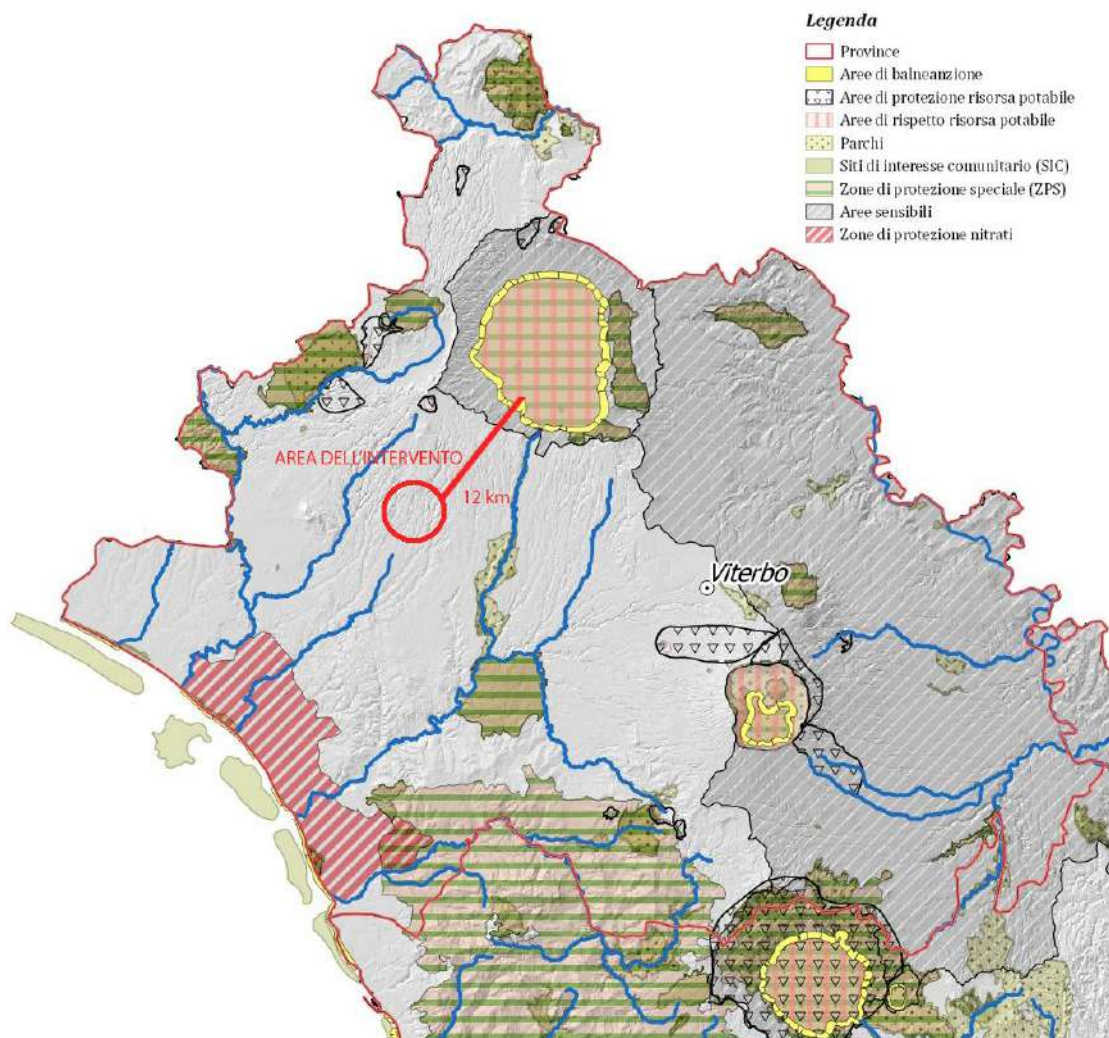 Legenda
Province
Aree di balneanzione
Aree di protezione risorsa potabile
Aree di rispetto risorsa potabile
Parchi
Siti di interesse comunitario (SIC)
Zone di protezione speciale (ZPS)
Aree sensibili
Zone di protezione nitrati
AREA DELL'INTERVENTO
12 km
Viterbo